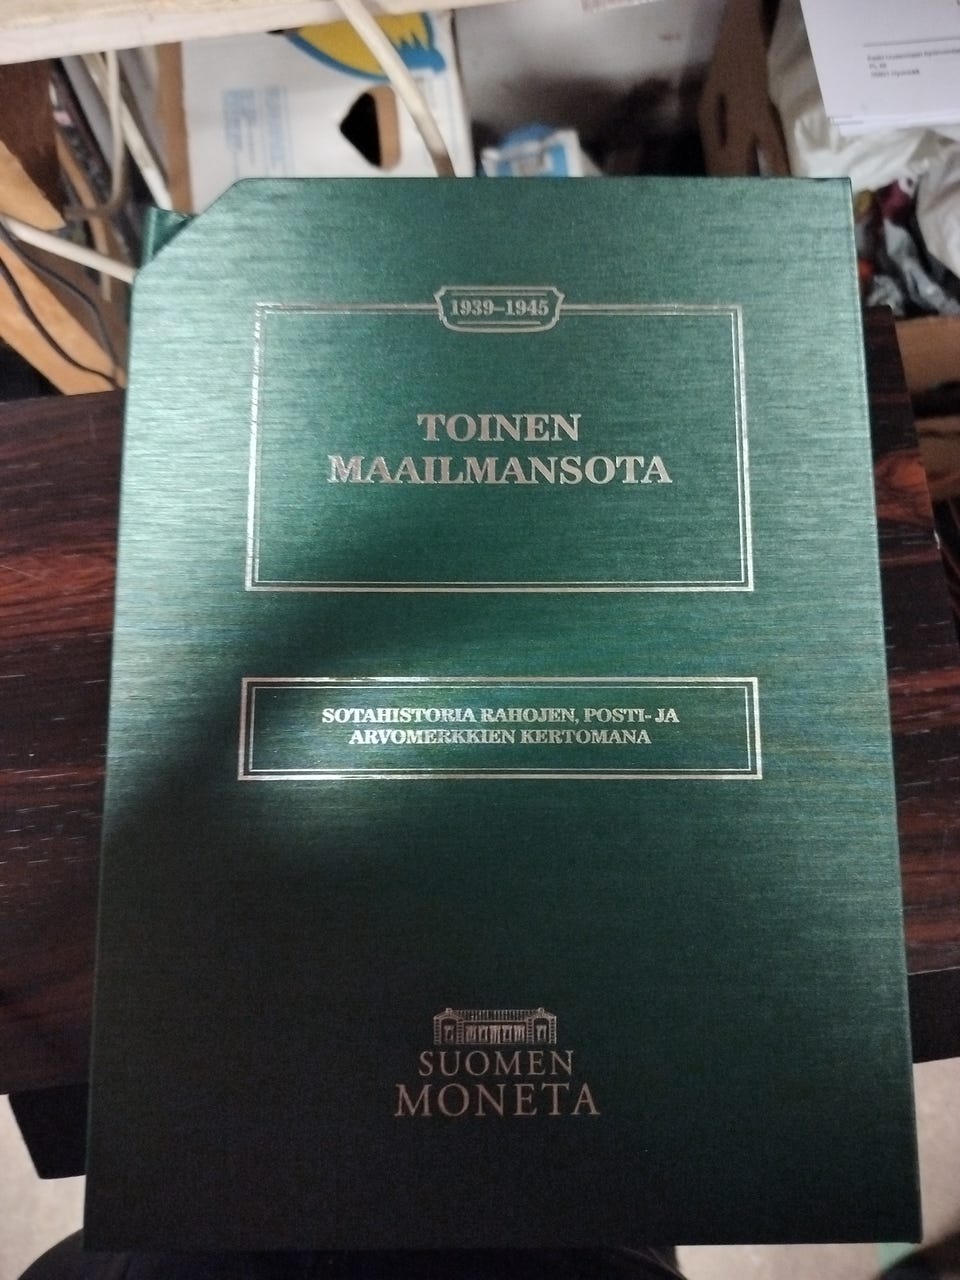 1939–1945
TOINEN
MAAILMANSOTA
SOTAHISTORIA RAHOJEN, POSTI- JA
ARVOMERKKIEN KERTOMANA
SUOMEN
MONETA